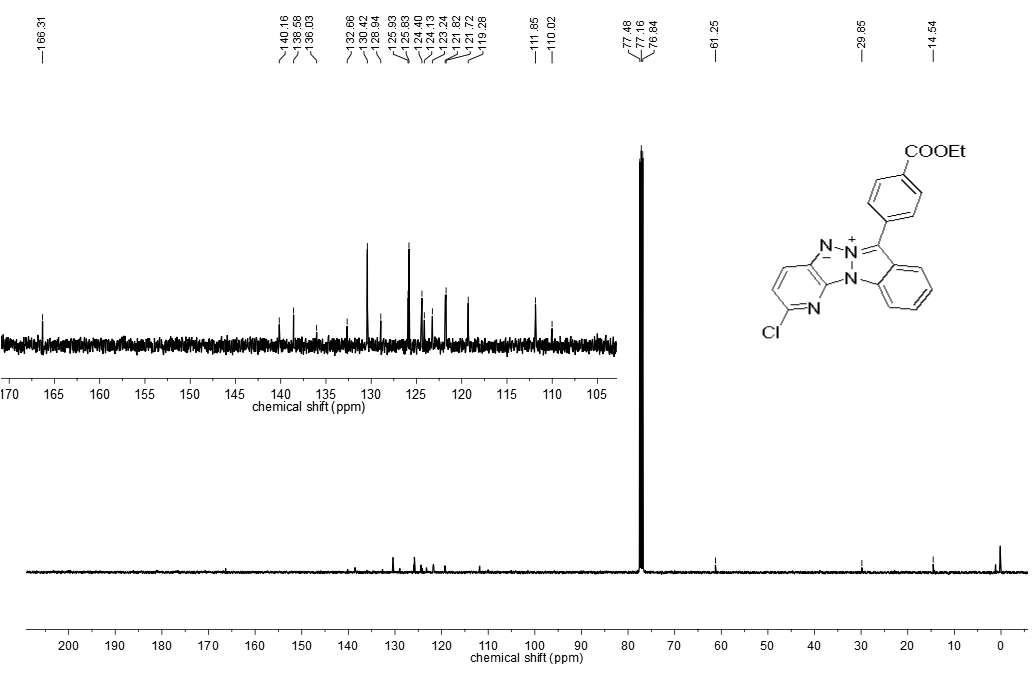 166.31
140.16
138.58
136.03
132.66
130.42
128.94
125.93
125.83
124.40
124.13
123.24
121.82
121.72
119.28
111.85
110.02
77.48
77.16
76.84
61.25
29.85
14.54
COOEt
N N +
−
N
N
Cl
170 165 160 155 150 145 140 135 130 125 120 115 110 105
chemical shift (ppm)
200 190 180 170 160 150 140 130 120 110 100 90 80 70 60 50 40 30 20 10 0
chemical shift (ppm)